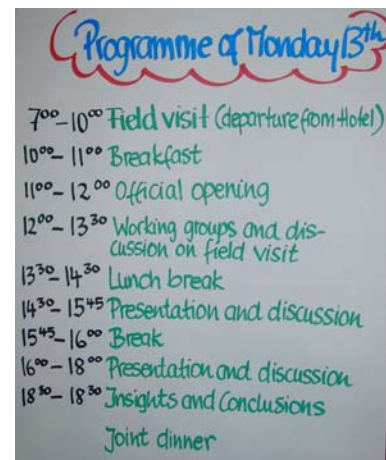 Programme of Monday 13th
7⁰⁰-10⁰⁰ Field visit (departure from Hotel)
10⁰⁰- 11⁰⁰ Breakfast
11⁰⁰- 12⁰⁰ Official opening
12⁰⁰- 13³⁰ Working groups and dis-
cussion on field visit
13³⁰- 14³⁰ Lunch break
14³⁰- 15⁴⁵ Presentation and discussion
15⁴⁵- 16⁰⁰ Break
16⁰⁰- 18⁰⁰ Presentation and discussion
18³⁰- 18³⁰ Insights and Conclusions
Joint dinner